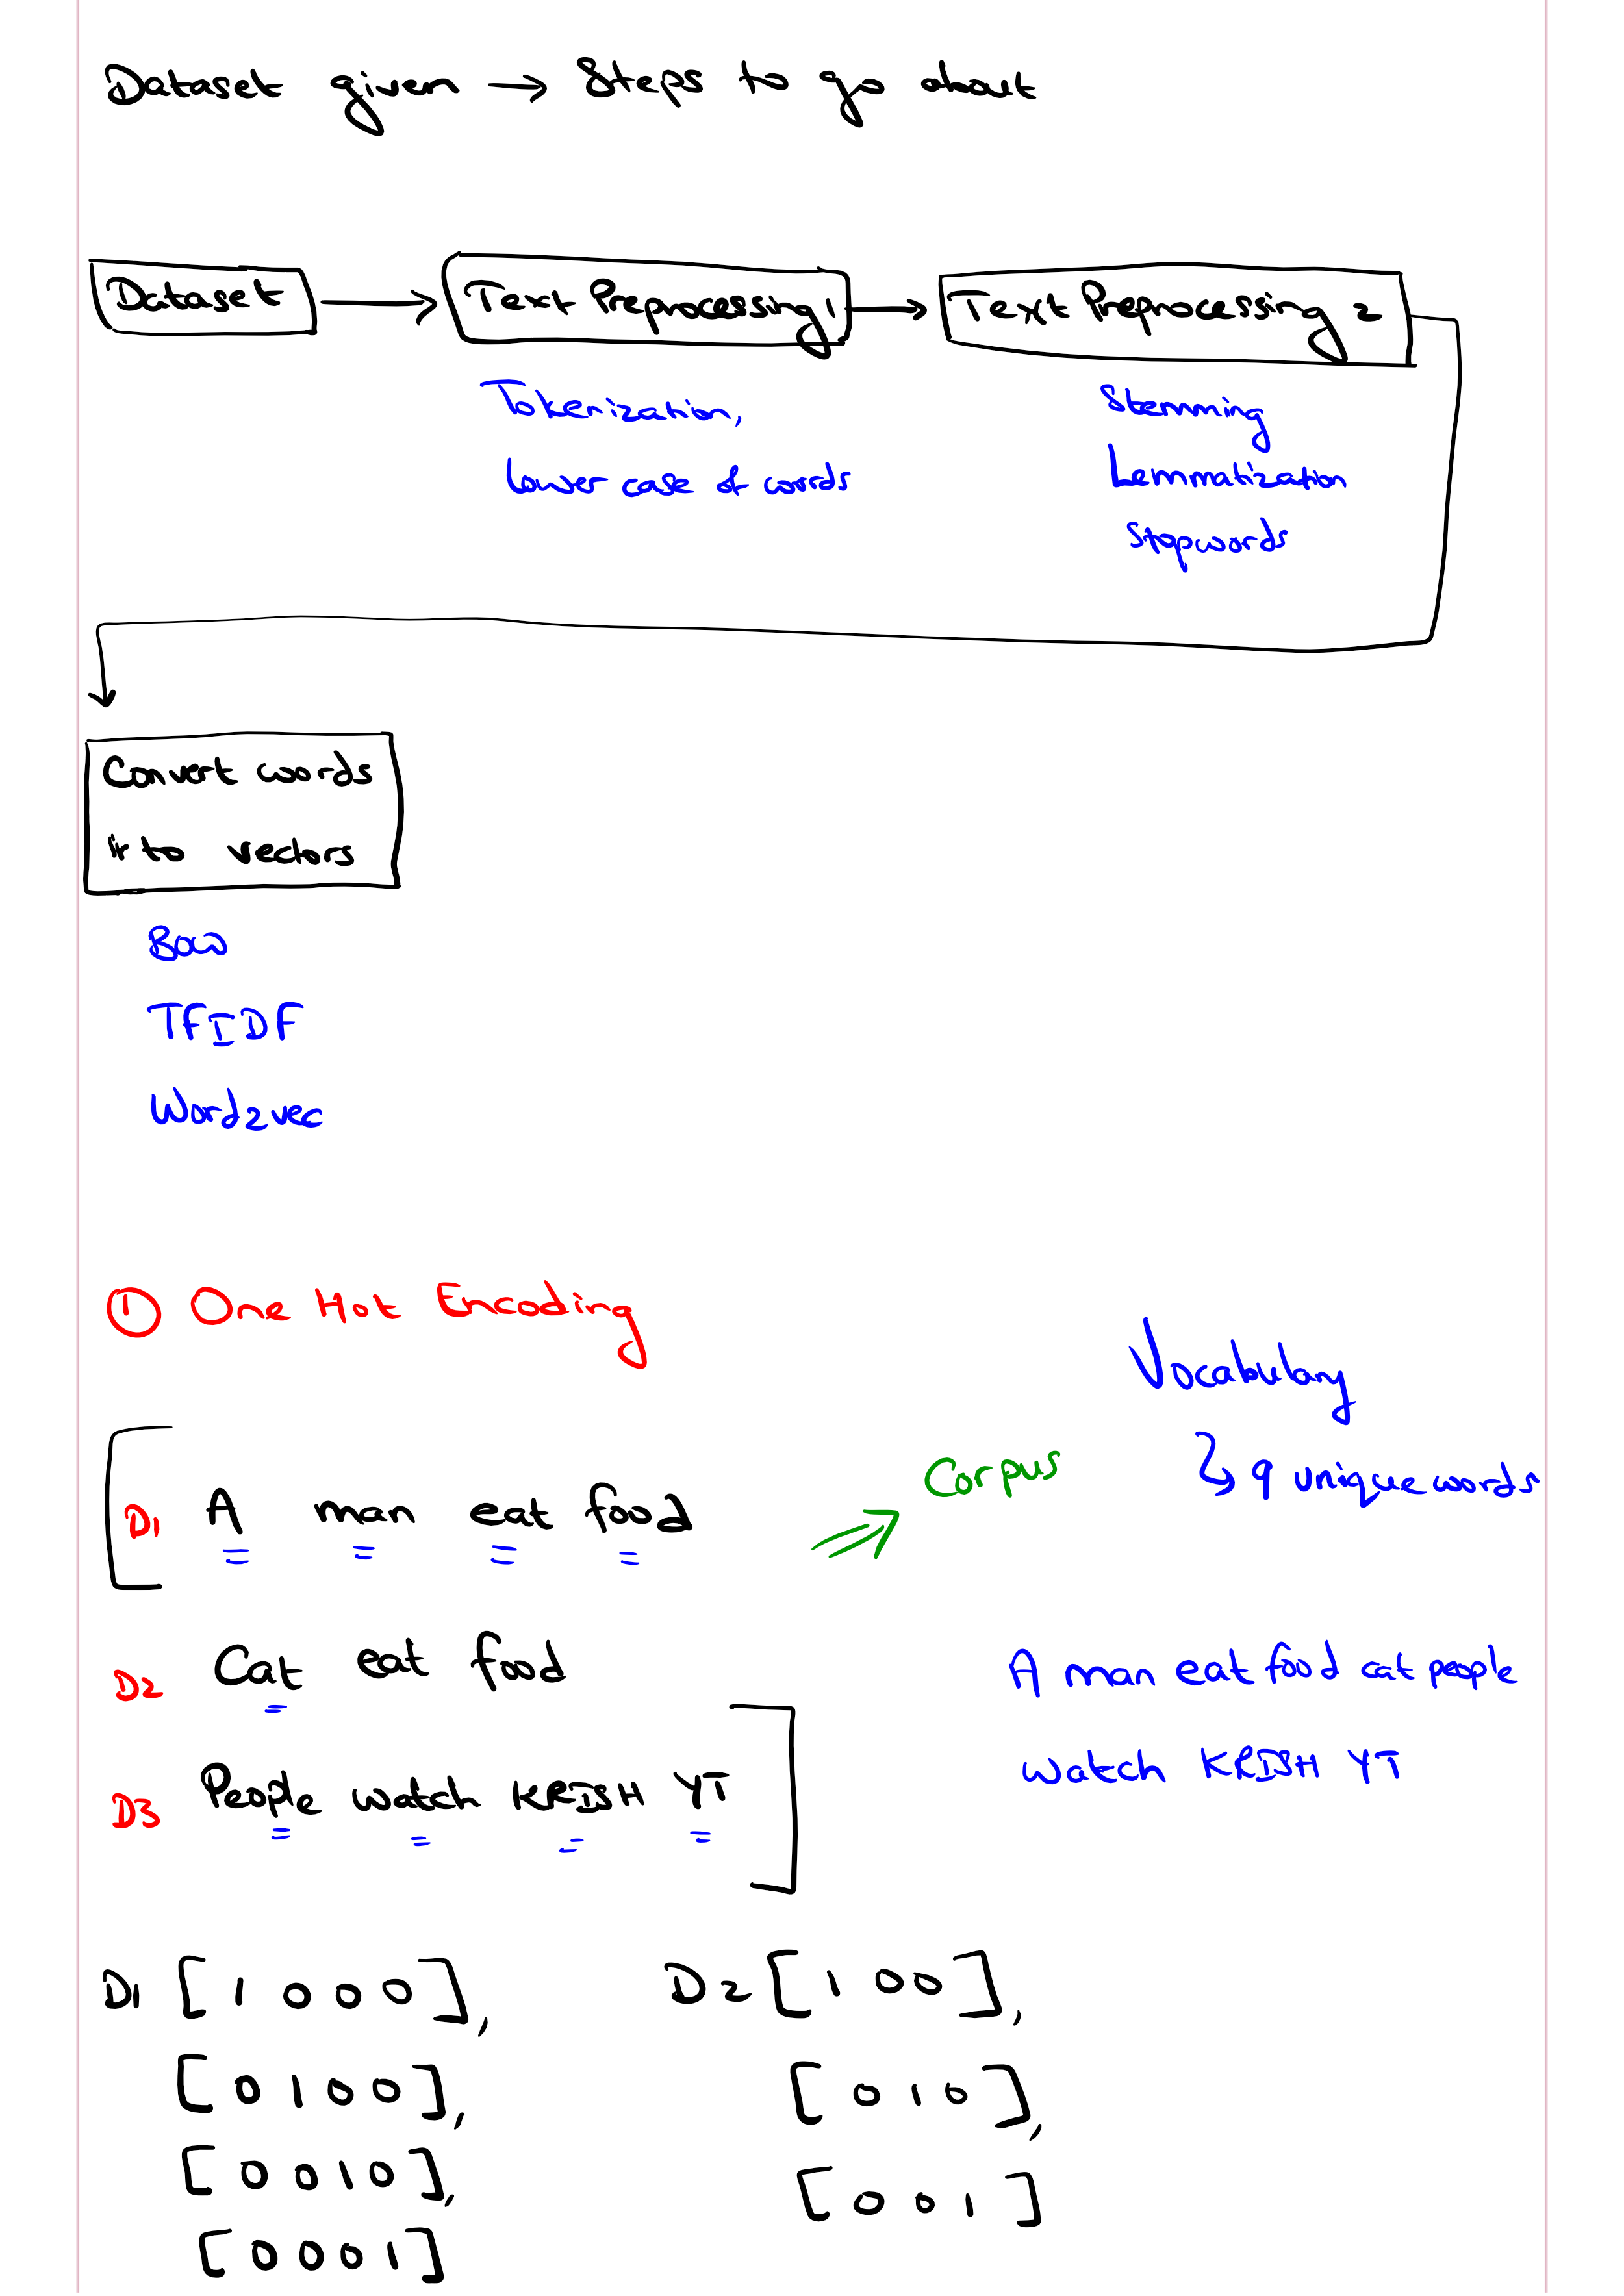 Dataset given → Steps to go about
Dataset → Text Preprocessing 1 → Text Preprocessing 2
Tokenization,
Lower case of words
Stemming
Lemmatization
Stopwords
Convert words
into vectors
BOW
TFIDF
Word2vec
① One Hot Encoding
Vocabulary
↳ 9 unique words
Corpus
D1 A man eat food
D2 Cat eat food
D3 People watch KRISH YT
A man eat food cat people
watch KRISH YT
D1 [1 0 0 0],
[0 1 0 0],
[0 0 1 0],
[0 0 0 1]
D2 [1 0 0],
[0 1 0],
[0 0 1]